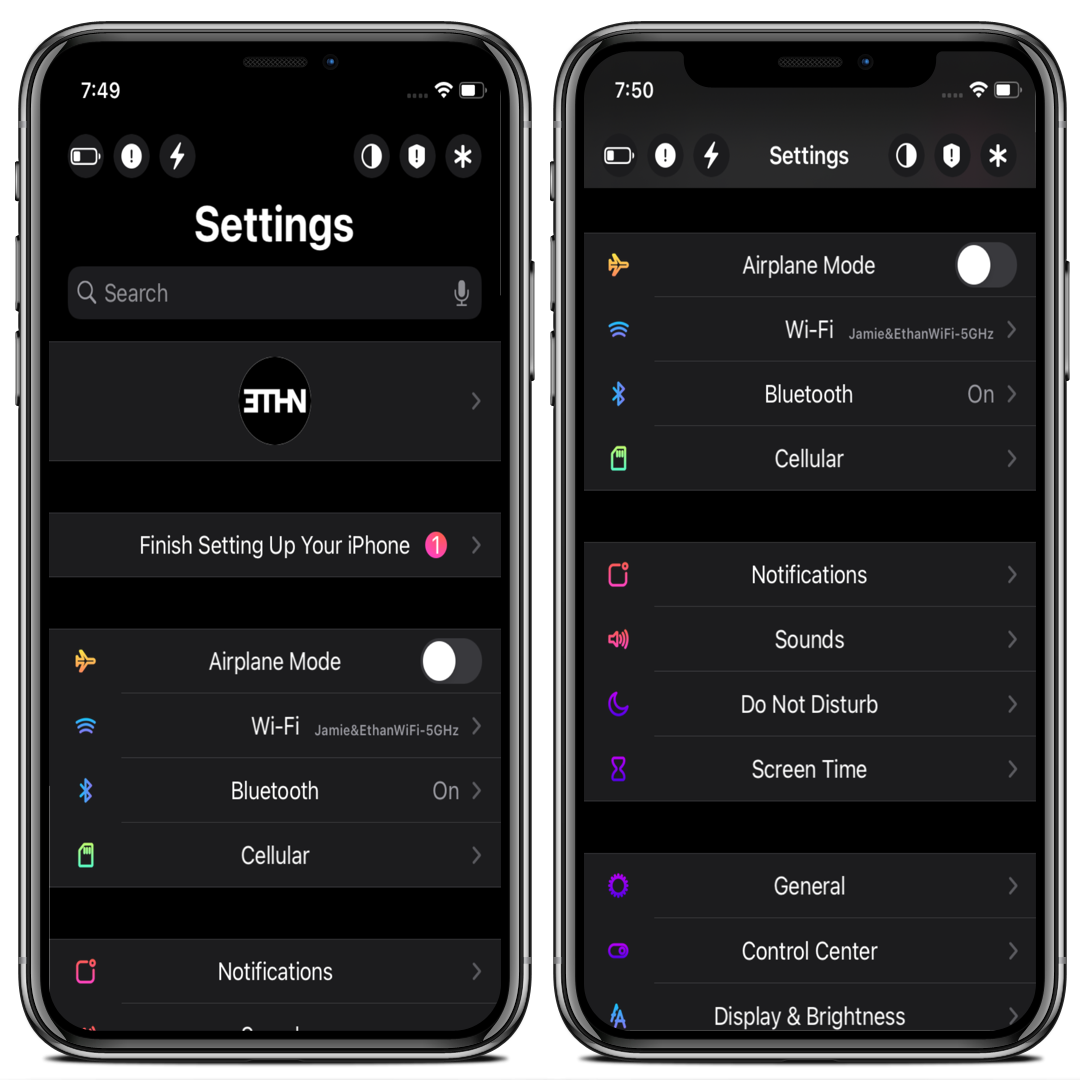 7:49
Settings
Search
3THN
Finish Setting Up Your iPhone 1
Airplane Mode
Wi-Fi Jamie&EthanWiFi-5GHz
Bluetooth On
Cellular
Notifications
7:50
Settings
Airplane Mode
Wi-Fi Jamie&EthanWiFi-5GHz
Bluetooth On
Cellular
Notifications
Sounds
Do Not Disturb
Screen Time
General
Control Center
Display & Brightness